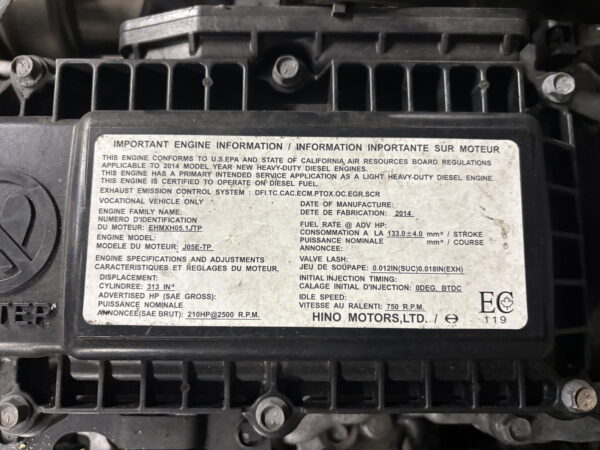 IMPORTANT ENGINE INFORMATION / INFORMATION INPORTANTE SUR MOTEUR
THIS ENGINE CONFORMS TO U.S.EPA AND STATE OF CALIFORNIA AIR RESOURCES BOARD REGULATIONS
APPLICABLE TO 2014 MODEL YEAR NEW HEAVY-DUTY DIESEL ENGINES.
THIS ENGINE HAS A PRIMARY INTENDED SERVICE APPLICATION AS A LIGHT HEAVY-DUTY DIESEL ENGINE.
THIS ENGINE IS CERTIFIED TO OPERATE ON DIESEL FUEL.
EXHAUST EMISSION CONTROL SYSTEM : DFI.TC.CAC.ECM.PTOX.OC.EGR.SCR
VOCATIONAL VEHICLE ONLY
ENGINE FAMILY NAME:
NUMERO D'IDENTIFICATION
DU MOTEUR: EHMXH05.1JTP
ENGINE MODEL:
MODELE DU MOTEUR: J05E-TP
ENGINE SPECIFICATIONS AND ADJUSTMENTS
CARACTERISTIQUES ET REGLAGES DU MOTEUR.
DISPLACEMENT:
CYLINDREE: 313 IN³
ADVERTISED HP (SAE GROSS):
PUISSANCE NOMINALE
ANNONCEE(SAE BRUT): 210HP@2500 R.P.M.
DATE OF MANUFACTURE:
DETE DE FABRICATION: 2014
FUEL RATE @ ADV HP:
CONSOMMATION A LA 133.0±4.0 mm³ / STROKE
PUISSANCE NOMINALE mm³ / COURSE
ANNONCEE:
VALVE LASH:
JEU DE SOUPAPE: 0.012IN(SUC)0.018IN(EXH)
INITIAL INJECTION TIMING:
CALAGE INITIAL D'INJECTION: 0DEG. BTDC
IDLE SPEED:
VITESSE AU RALENTI: 750 R.P.M.
HINO MOTORS,LTD. /
EC
119